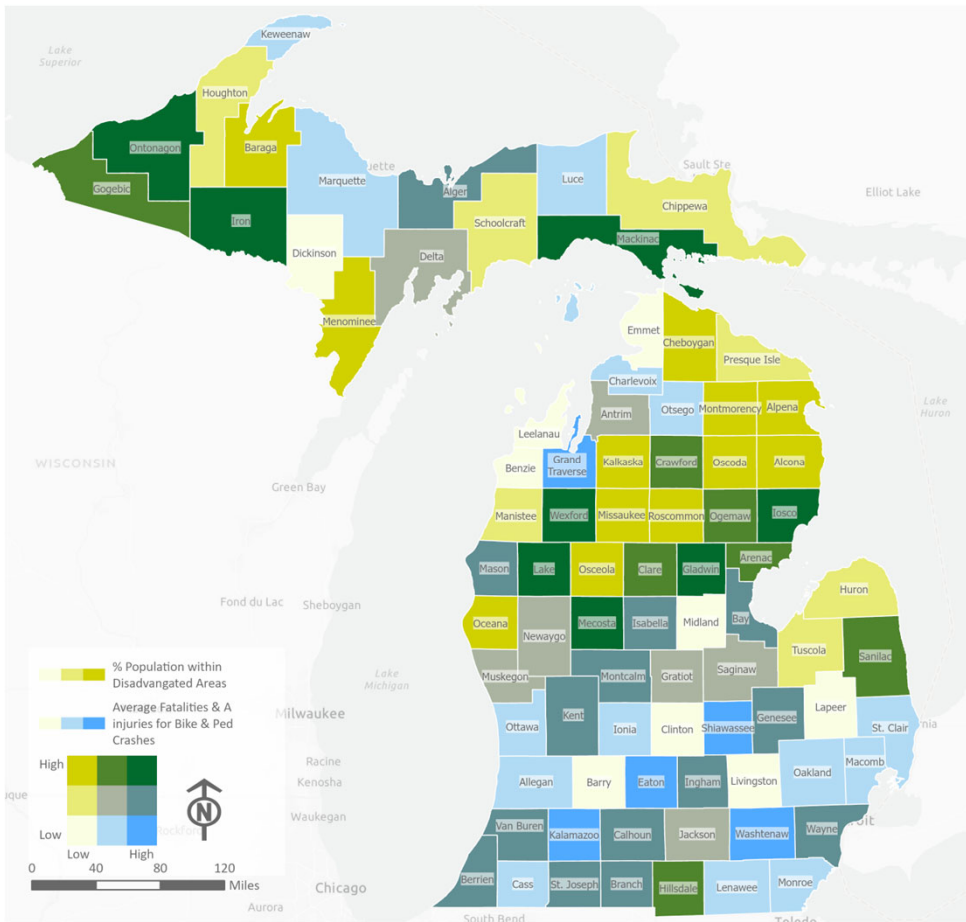 Keweenaw
Lake
Superior
Houghton
Ontonagon
Baraga
Gogebic
Marquette
uette
Alger
Luce
Sault Ste
Elliot Lake
Chippewa
Iron
Schoolcraft
Mackinac
Dickinson
Delta
Menominee
Emmet
Cheboygan
Presque Isle
Charlevoix
Antrim
Otsego
Montmorency
Alpena
Lake
Huron
Leelanau
WISCONSIN
Benzie
Grand
Traverse
Kalkaska
Crawford
Oscoda
Alcona
Green Bay
Manistee
Wexford
Missaukee
Roscommon
Ogemaw
Iosco
Mason
Lake
Osceola
Clare
Gladwin
Arenac
Huron
Fond du Lac
Sheboygan
Oceana
Newaygo
Mecosta
Isabella
Midland
Bay
Tuscola
Sanilac
Lake
Michigan
Muskegon
Montcalm
Gratiot
Saginaw
% Population within
Disadvangated Areas
Average Fatalities & A
injuries for Bike & Ped
Crashes
Milwaukee
Ottawa
Kent
Ionia
Clinton
Shiawassee
Genesee
Lapeer
St. Clair
rnia
High
Low
Low
High
N
Racine
Kenosha
Waukegan
uque
Rockford
Allegan
Barry
Eaton
Ingham
Livingston
Oakland
Macomb
Van Buren
Kalamazoo
Calhoun
Jackson
Washtenaw
Wayne
oit
Berrien
Cass
St. Joseph
Branch
Hillsdale
Lenawee
Monroe
0 40 80 120
Miles
Chicago
Aurora
South Bend
Toledo